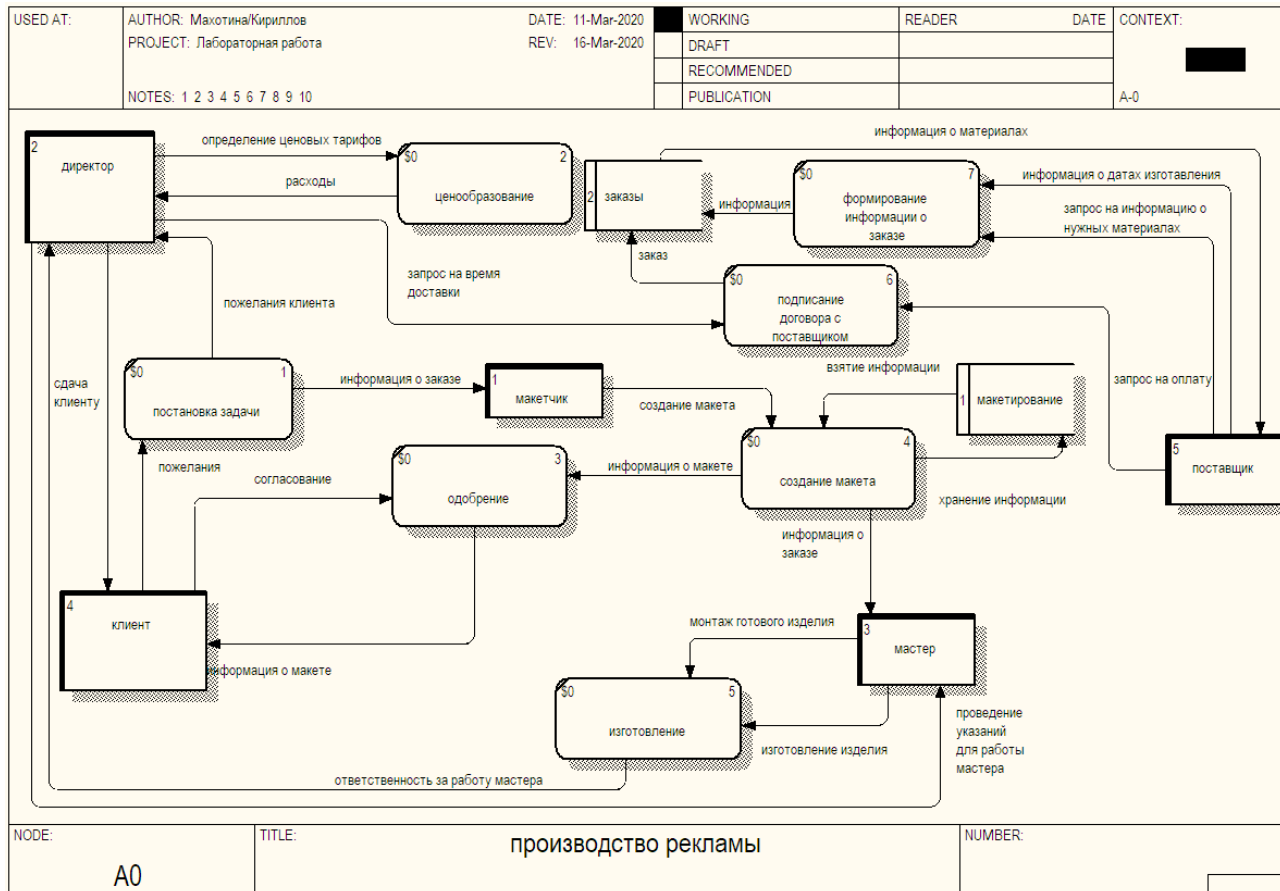 USED AT:
AUTHOR: Махотина/Кириллов
DATE: 11-Mar-2020
WORKING
READER
DATE
CONTEXT:
PROJECT: Лабораторная работа
REV: 16-Mar-2020
DRAFT
RECOMMENDED
NOTES: 1 2 3 4 5 6 7 8 9 10
PUBLICATION
A-0
2
директор
определение ценовых тарифов
расходы
$0
2
ценообразование
2
заказы
информация о материалах
информация
$0
7
формирование
информации о
заказе
информация о датах изготавления
запрос на информацию о
нужных материалах
заказ
запрос на время
доставки
$0
6
подписание
договора с
поставщиком
пожелания клиента
сдача
клиенту
$0
1
постановка задачи
информация о заказе
1
макетчик
создание макета
взятие информации
1
макетирование
запрос на оплату
5
поставщик
пожелания
согласование
$0
3
одобрение
информация о макете
$0
4
создание макета
хранение информации
информация о
заказе
4
клиент
информация о макете
монтаж готового изделия
3
мастер
$0
5
изготовление
изготовление изделия
проведение
указаний
для работы
мастера
ответственность за работу мастера
NODE:
TITLE:
NUMBER:
A0
производство рекламы